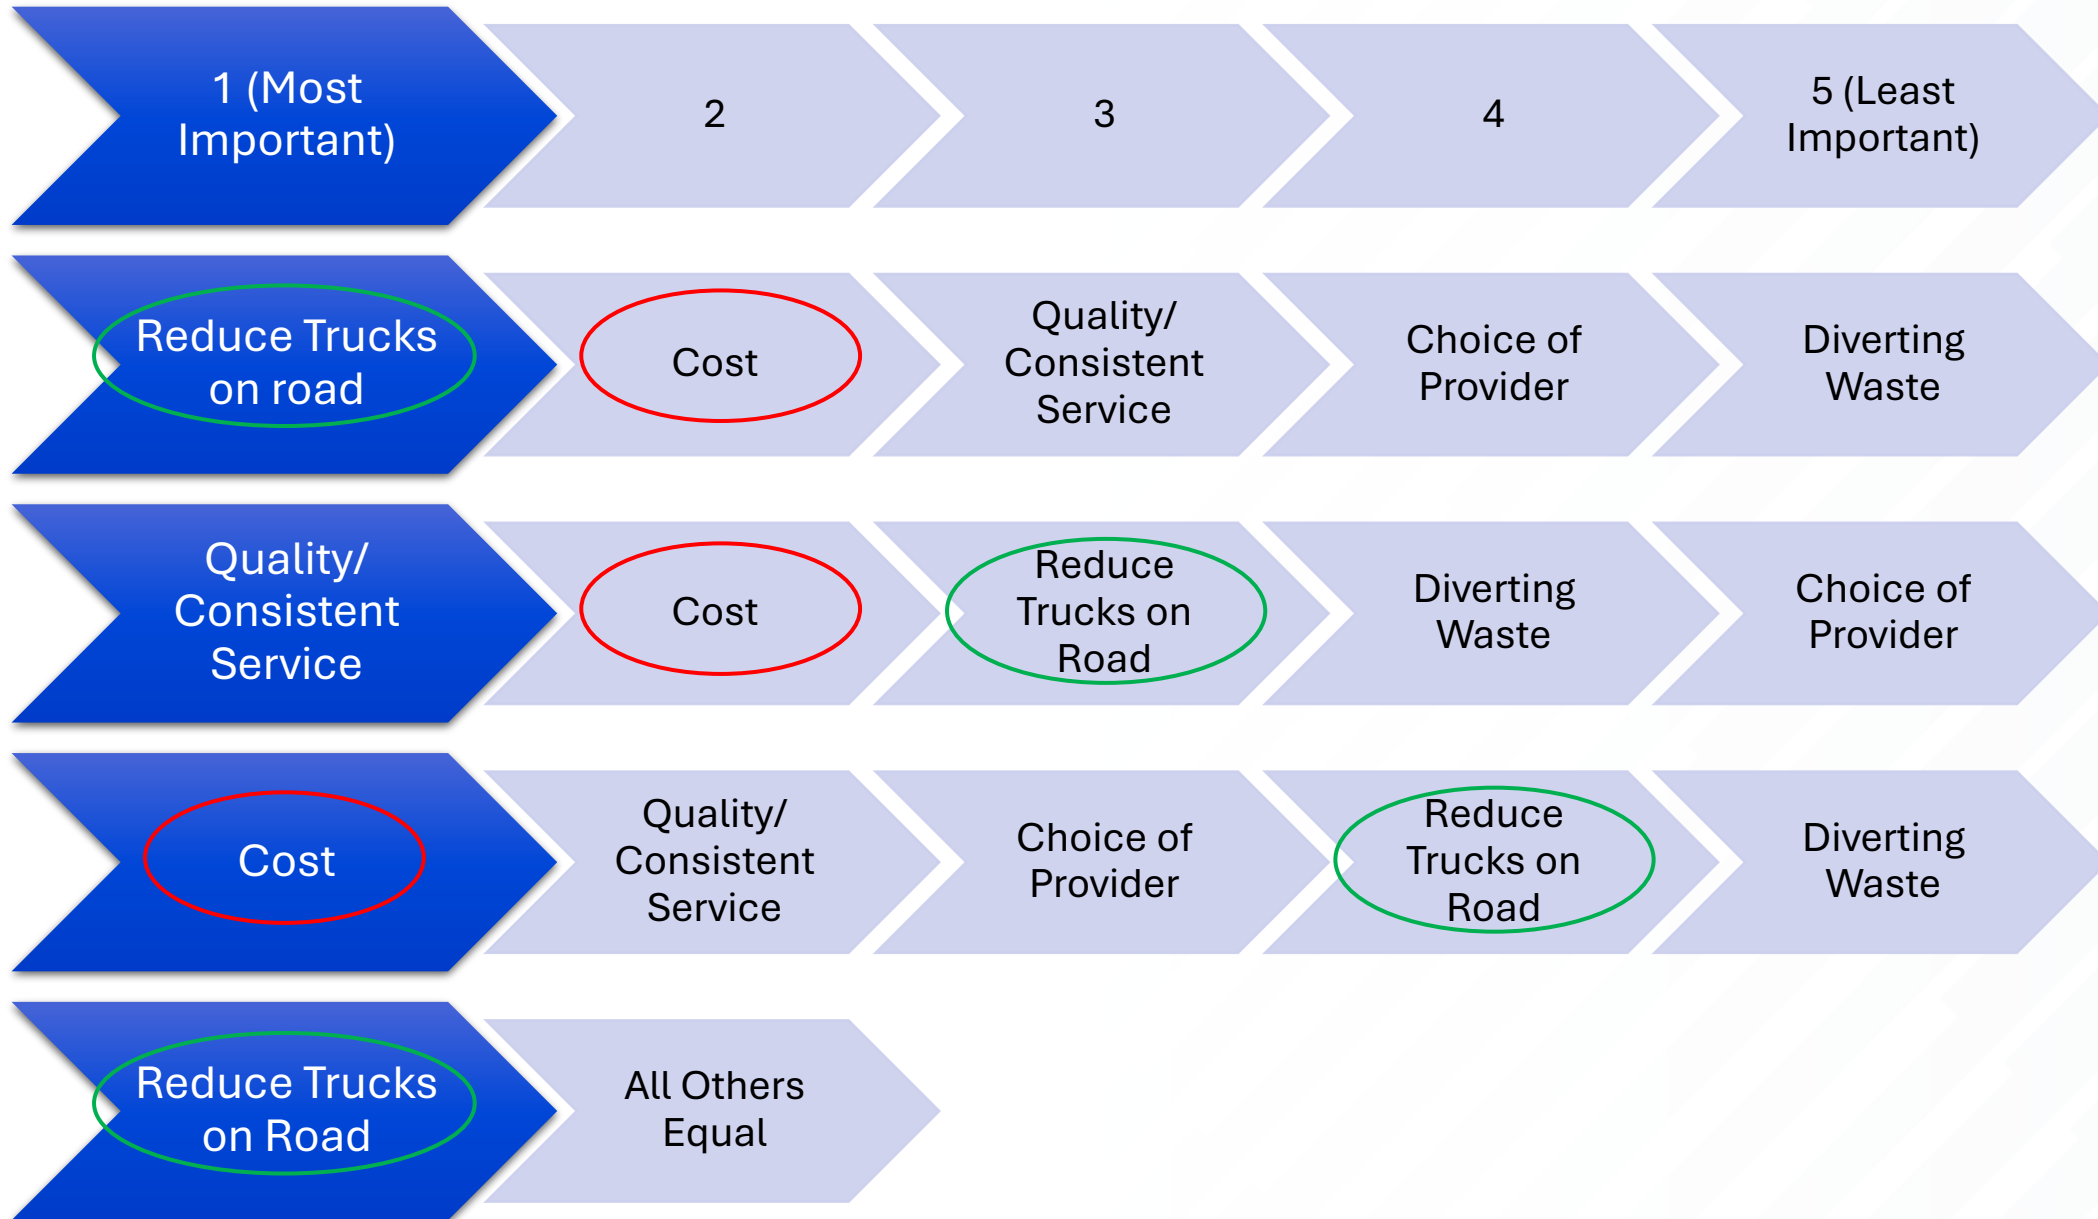 1 (Most
Important)
2
3
4
5 (Least
Important)
Reduce Trucks
on road
Cost
Quality/
Consistent
Service
Choice of
Provider
Diverting
Waste
Quality/
Consistent
Service
Cost
Reduce
Trucks on
Road
Diverting
Waste
Choice of
Provider
Cost
Quality/
Consistent
Service
Choice of
Provider
Reduce
Trucks on
Road
Diverting
Waste
Reduce Trucks
on Road
All Others
Equal